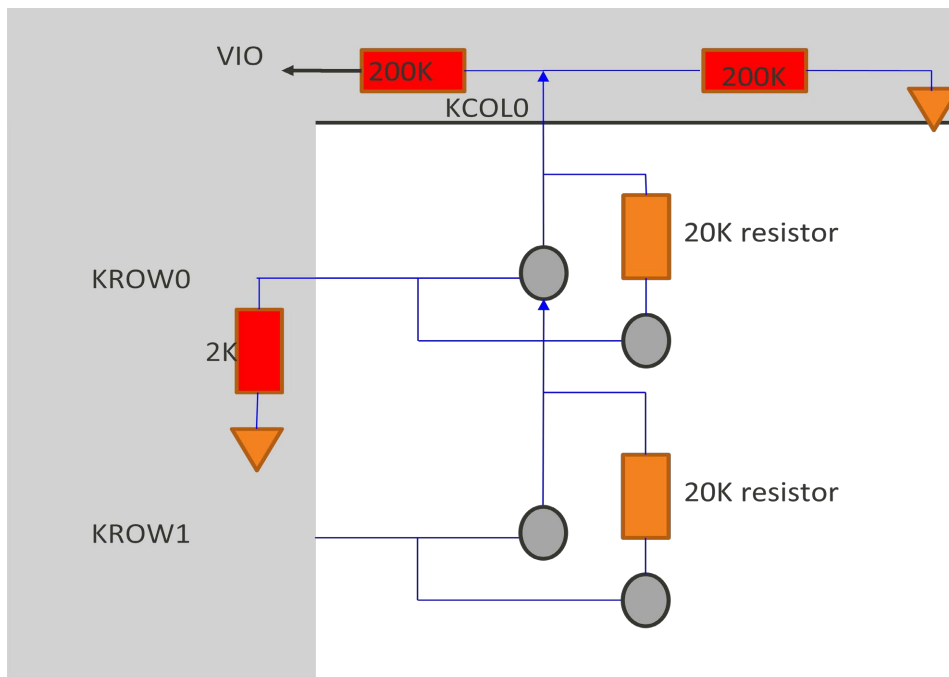 VIO
200K
200K
KCOL0
20K resistor
KROW0
2K
20K resistor
KROW1